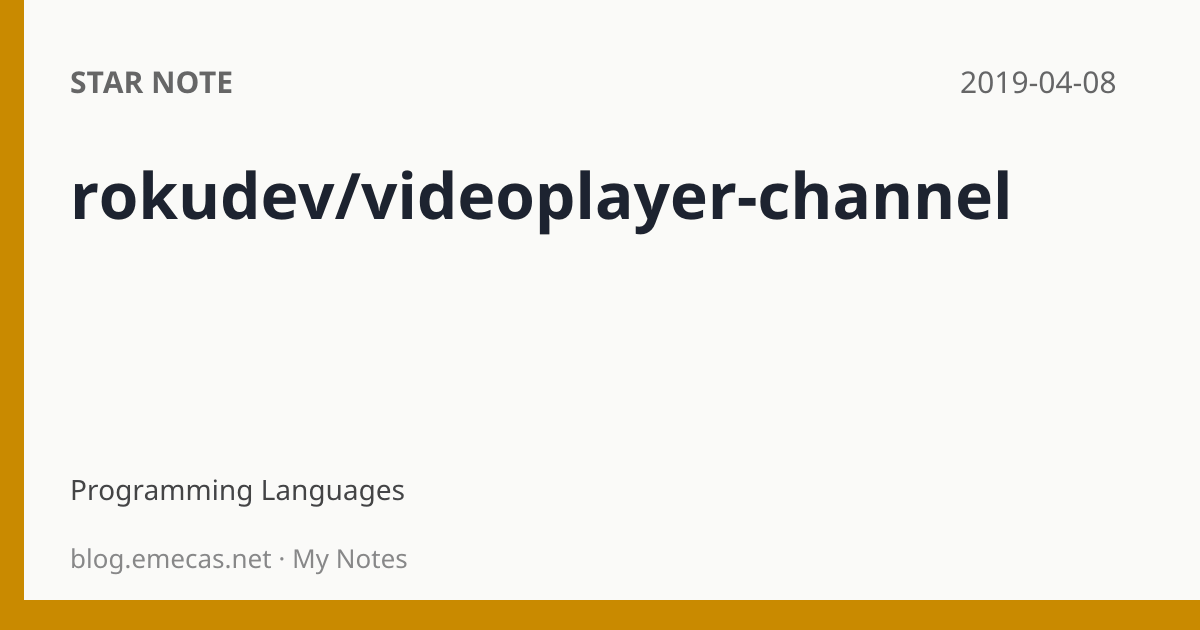 STAR NOTE
2019-04-08
rokudev/videoplayer-channel
Programming Languages
blog.emecas.net · My Notes